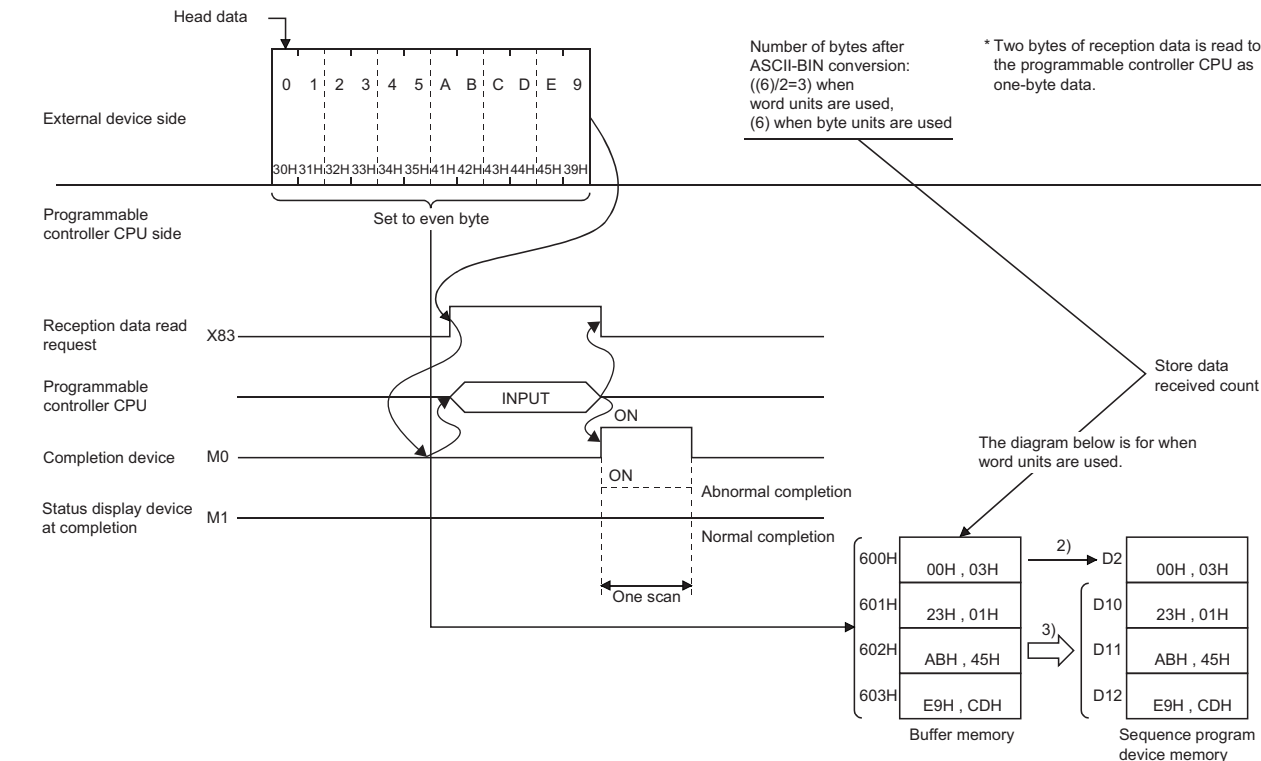 Head data
0 1 2 3 4 5 A B C D E 9
30H 31H 32H 33H 34H 35H 41H 42H 43H 44H 45H 39H
External device side
Number of bytes after
ASCII-BIN conversion:
((6)/2=3) when
word units are used,
(6) when byte units are used
* Two bytes of reception data is read to
the programmable controller CPU as
one-byte data.
Programmable
controller CPU side
Set to even byte
Reception data read
request
X83
Programmable
controller CPU
INPUT
ON
Completion device
M0
ON
Abnormal completion
Status display device
at completion
M1
Normal completion
One scan
Store data
received count
The diagram below is for when
word units are used.
600H
00H , 03H
2)
D2
00H , 03H
601H
23H , 01H
D10
23H , 01H
602H
ABH , 45H
3)
D11
ABH , 45H
603H
E9H , CDH
D12
E9H , CDH
Buffer memory
Sequence program
device memory